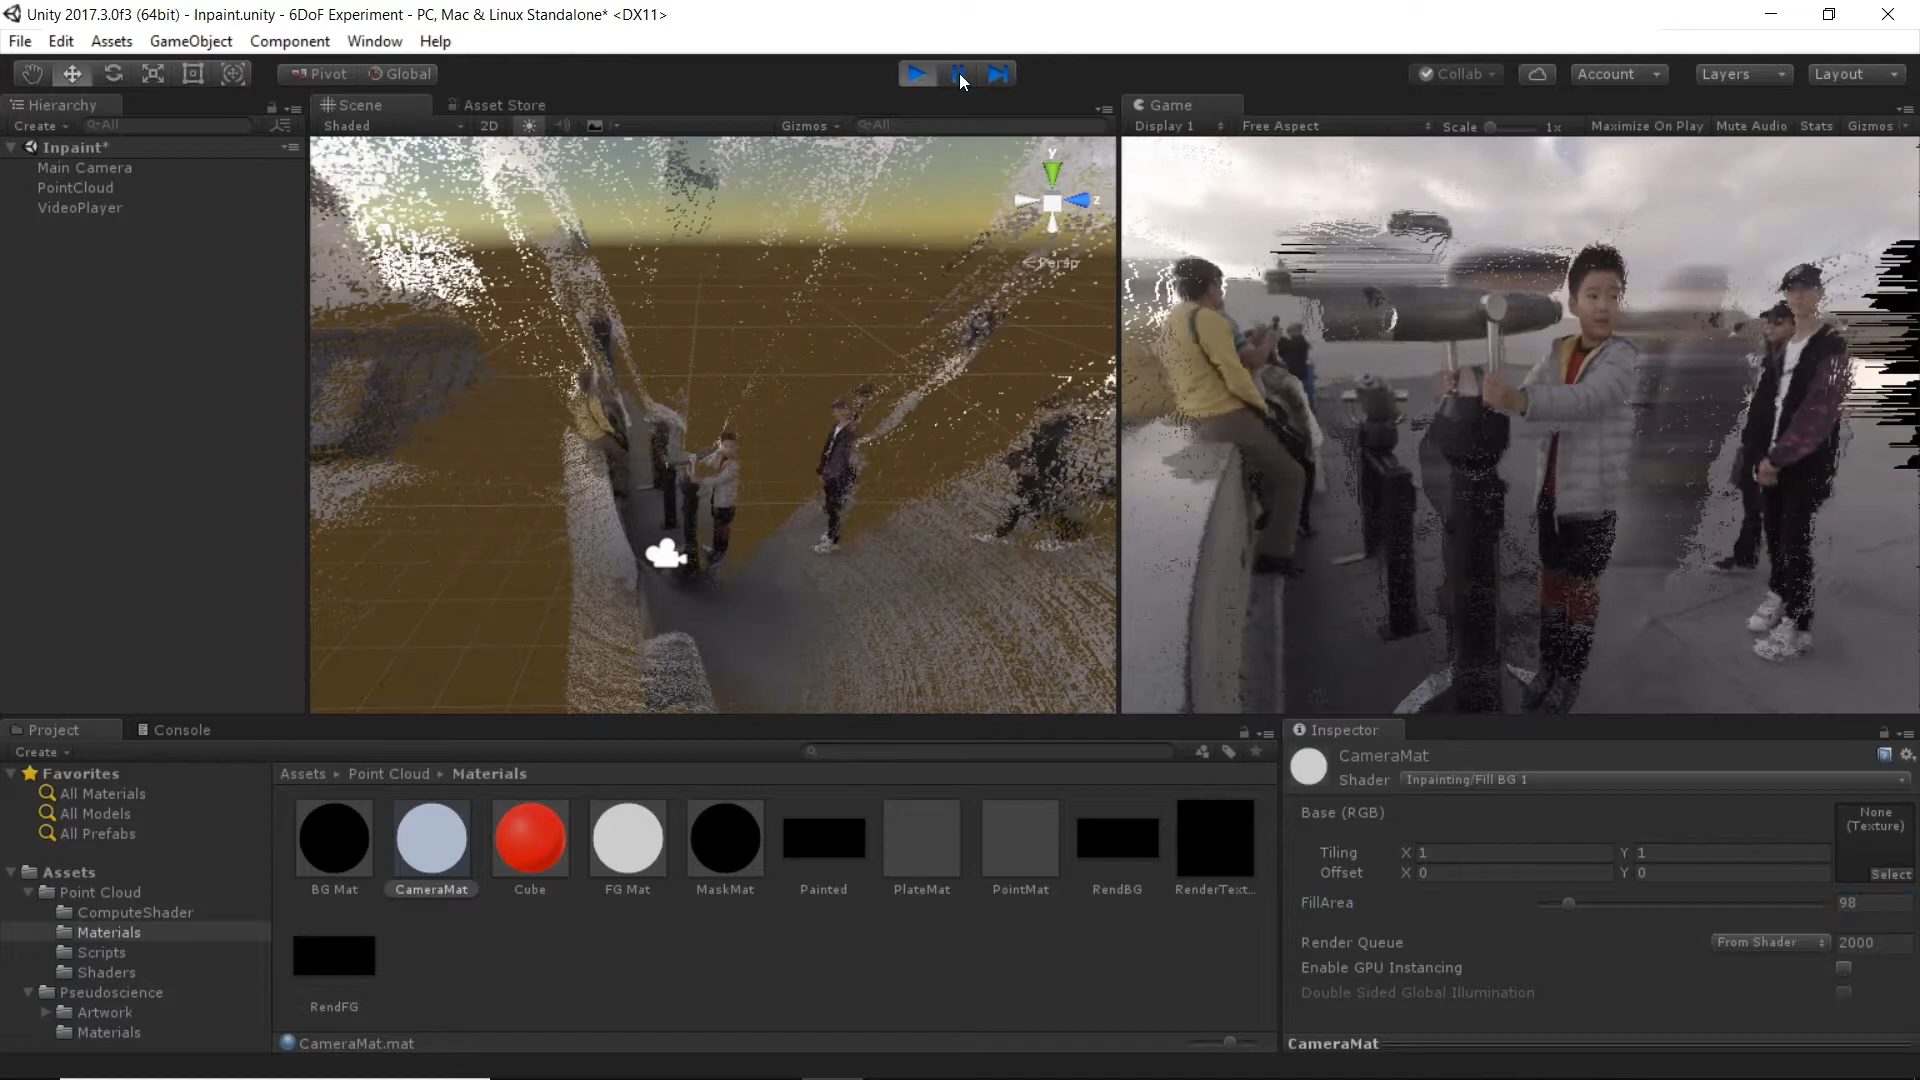 Unity 2017.3.0f3 (64bit) - Inpaint.unity - 6DoF Experiment - PC, Mac & Linux Standalone* <DX11>
File Edit Assets GameObject Component Window Help
Pivot Global Collab Account Layers Layout
Hierarchy Scene Asset Store Game
Create All Shaded 2D Gizmos All Display 1 Free Aspect Scale 1x Maximize On Play Mute Audio Stats Gizmos
Inpaint*
Main Camera
PointCloud
VideoPlayer
y
z
Persp
Project Console Inspector
Create
Favorites
All Materials
All Models
All Prefabs
Assets
Point Cloud
ComputeShader
Materials
Scripts
Shaders
Pseudoscience
Artwork
Materials
Assets Point Cloud Materials
BG Mat CameraMat Cube FG Mat MaskMat Painted PlateMat PointMat RendBG RenderText...
RendFG
CameraMat.mat
CameraMat
Shader Inpainting/Fill BG 1
Base (RGB)
None
(Texture)
Tiling X 1 Y 1
Offset X 0 Y 0
Select
FillArea 98
Render Queue From Shader 2000
Enable GPU Instancing
Double Sided Global Illumination
CameraMat